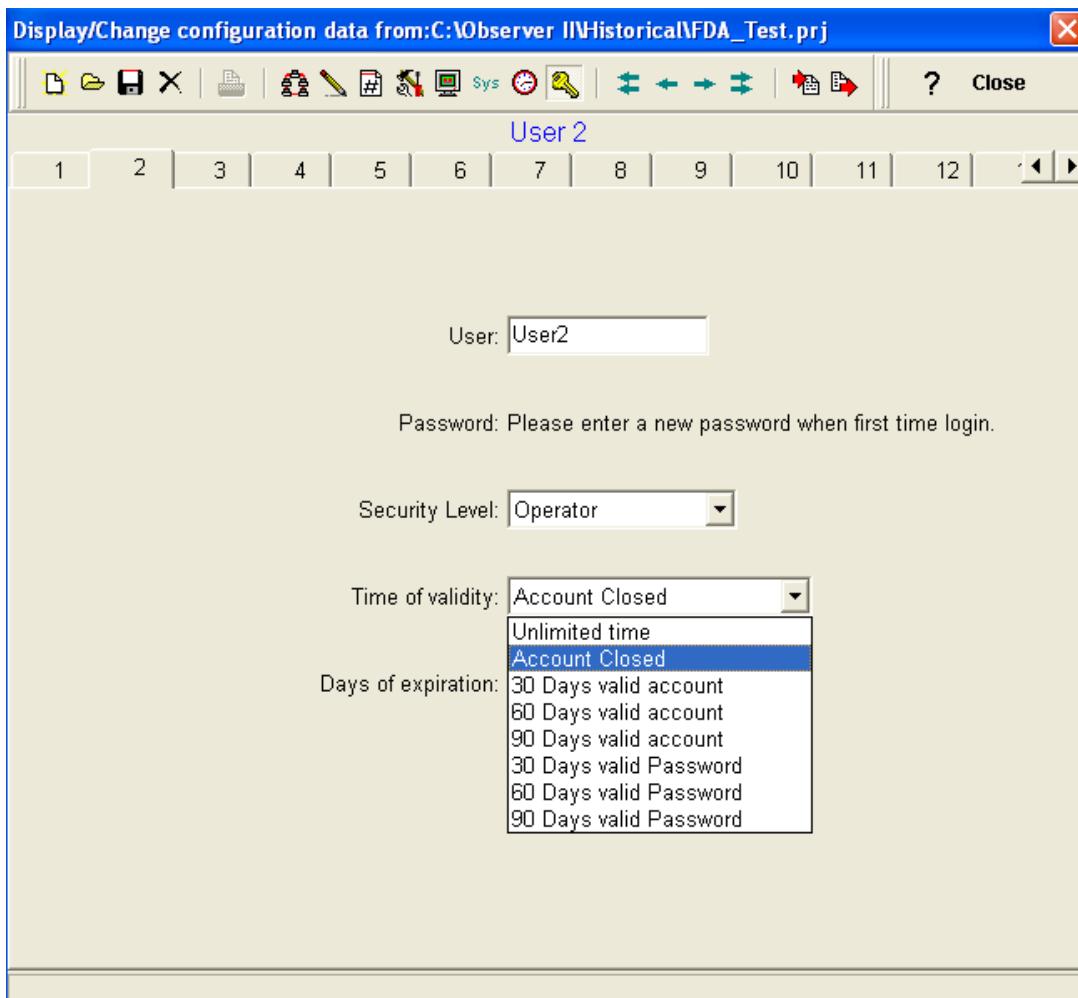 Display/Change configuration data from:C:\Observer II\Historical\FDA_Test.prj
Sys ? Close
User 2
1 2 3 4 5 6 7 8 9 10 11 12
User: User2
Password: Please enter a new password when first time login.
Security Level: Operator
Time of validity: Account Closed
Unlimited time
Account Closed
Days of expiration: 30 Days valid account
60 Days valid account
90 Days valid account
30 Days valid Password
60 Days valid Password
90 Days valid Password